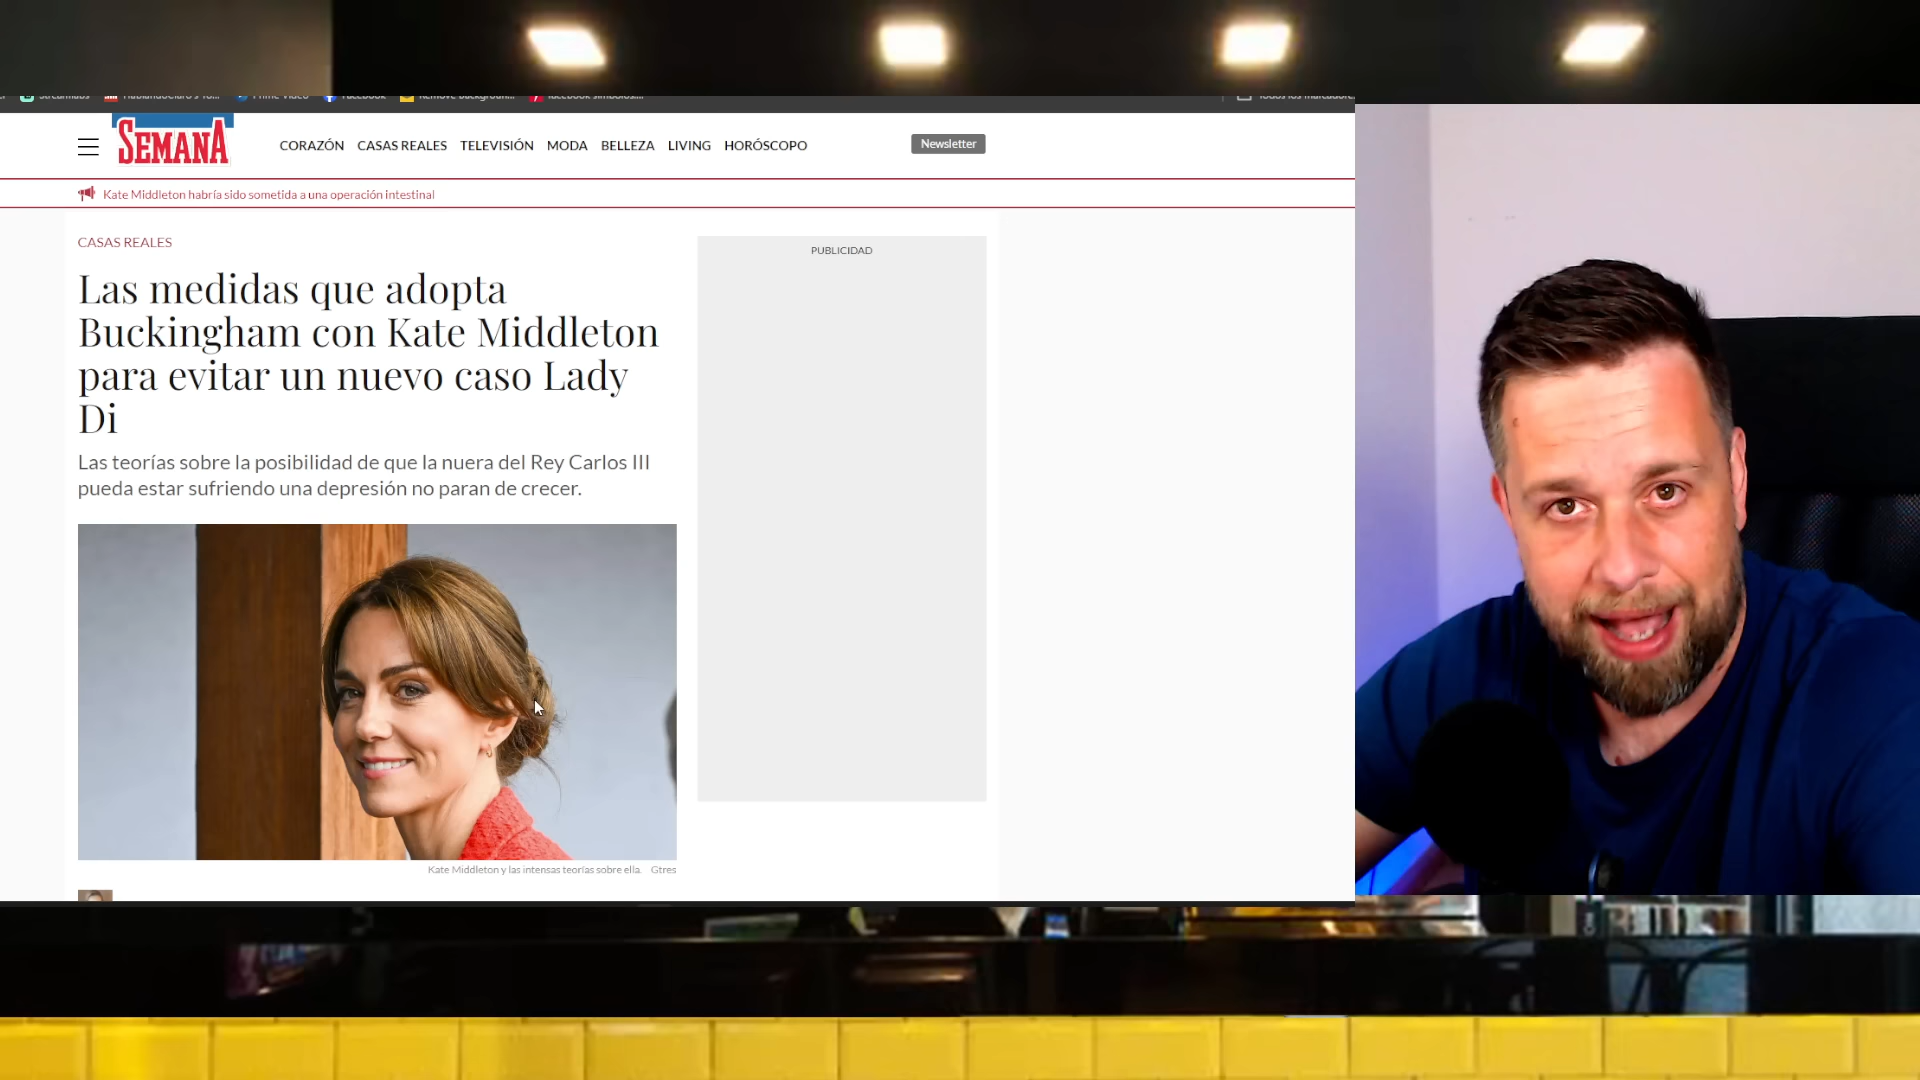 SEMANA
CORAZÓN CASAS REALES TELEVISIÓN MODA BELLEZA LIVING HORÓSCOPO
Newsletter
Kate Middleton habría sido sometida a una operación intestinal
CASAS REALES
PUBLICIDAD
Las medidas que adopta
Buckingham con Kate Middleton
para evitar un nuevo caso Lady
Di
Las teorías sobre la posibilidad de que la nuera del Rey Carlos III
pueda estar sufriendo una depresión no paran de crecer.
Kate Middleton y las intensas teorías sobre ella. Gtres